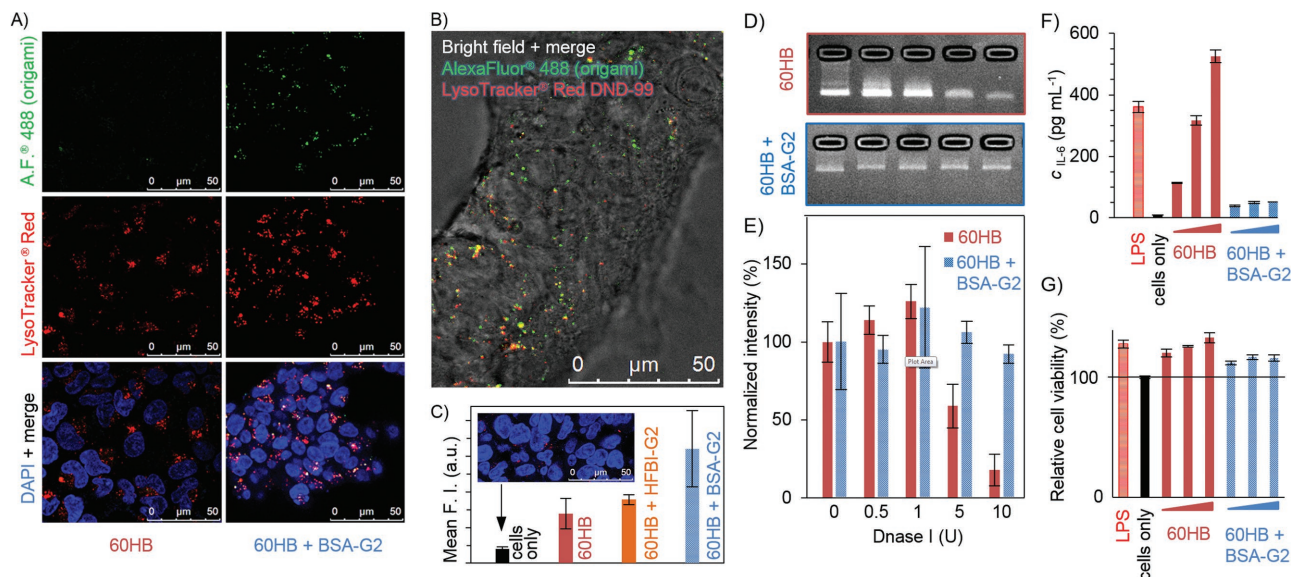 A)
A.F.® 488 (origami)
0 µm 50
0 µm 50
LysoTracker® Red
0 µm 50
0 µm 50
DAPI + merge
0 µm 50
0 µm 50
60HB
60HB + BSA-G2
B)
Bright field + merge
AlexaFluor® 488 (origami)
LysoTracker® Red DND-99
0 µm 50
C)
Mean F. I. (a.u.)
0 µm 50
cells
only
60HB
60HB + HFBI-G2
60HB + BSA-G2
D)
60HB
60HB +
BSA-G2
E)
Normalized intensity (%)
150
100
50
0
60HB
60HB +
BSA-G2
Plot Area
0 0.5 1 5 10
Dnase I (U)
F)
c IL-6 (pg mL-1)
600
400
200
0
LPS
cells only
60HB
60HB +
BSA-G2
G)
Relative cell viability (%)
100
0
LPS
cells only
60HB
60HB +
BSA-G2